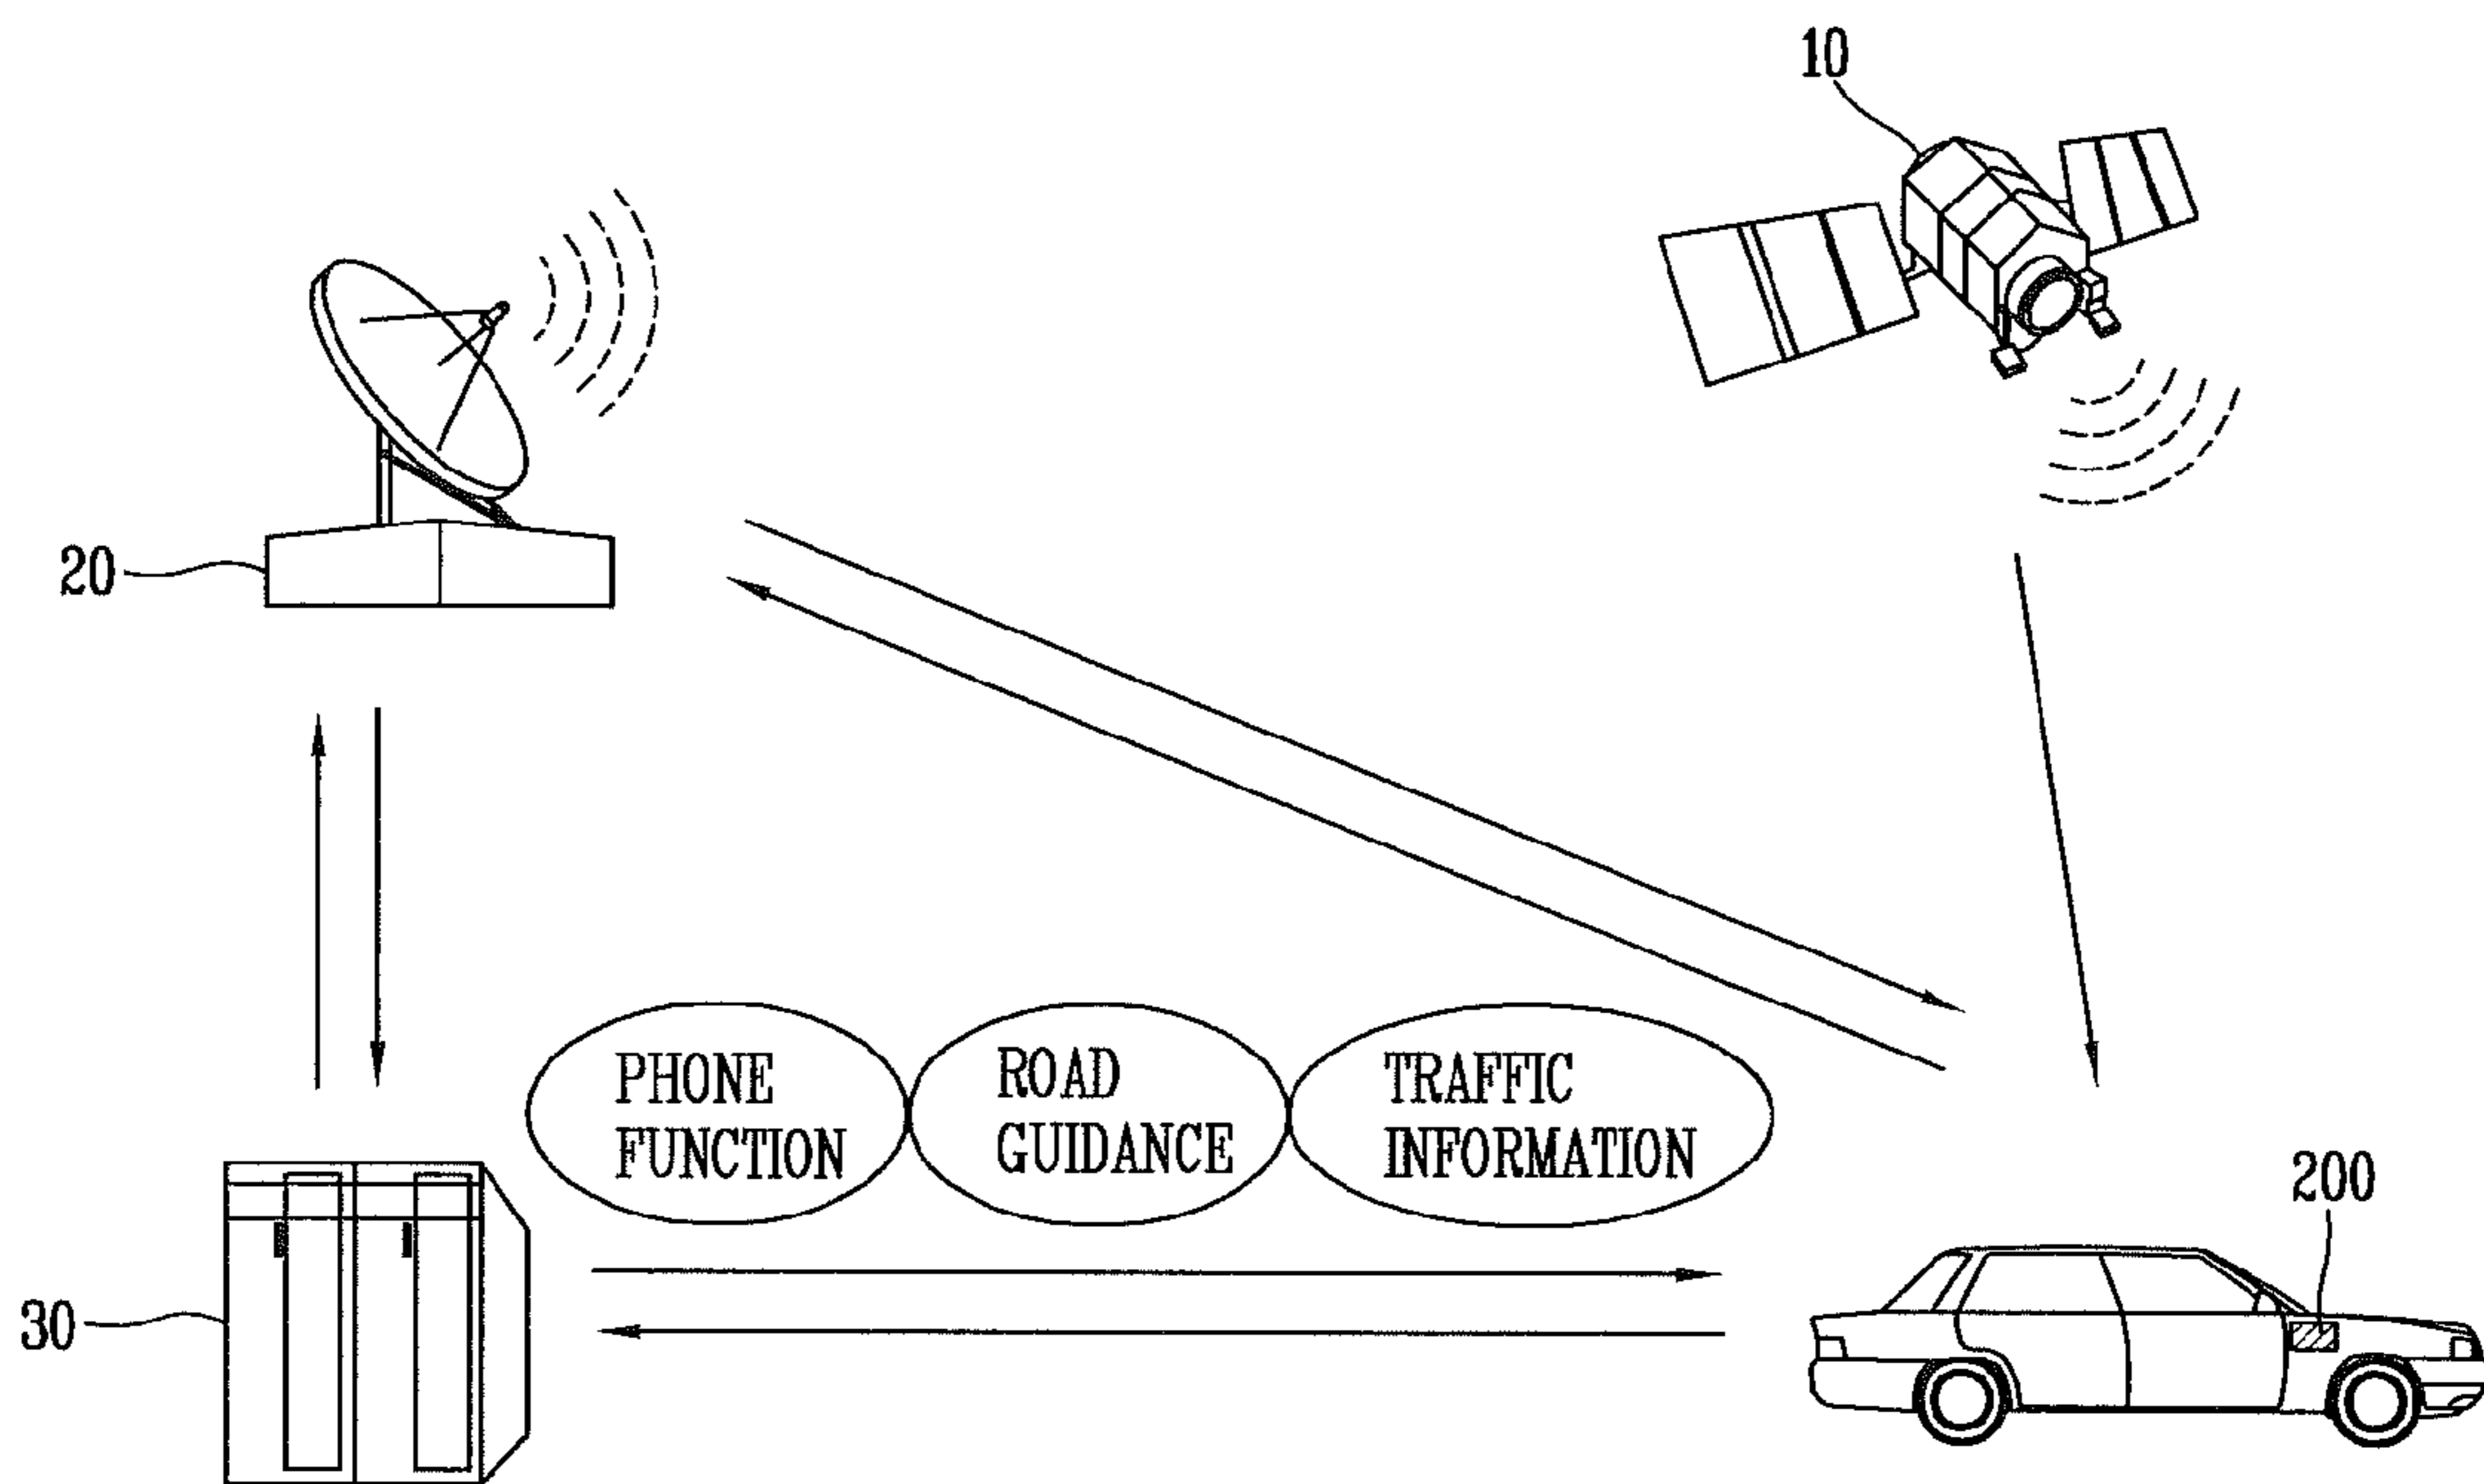 10
20
PHONE
FUNCTION
ROAD
GUIDANCE
TRAFFIC
INFORMATION
200
30